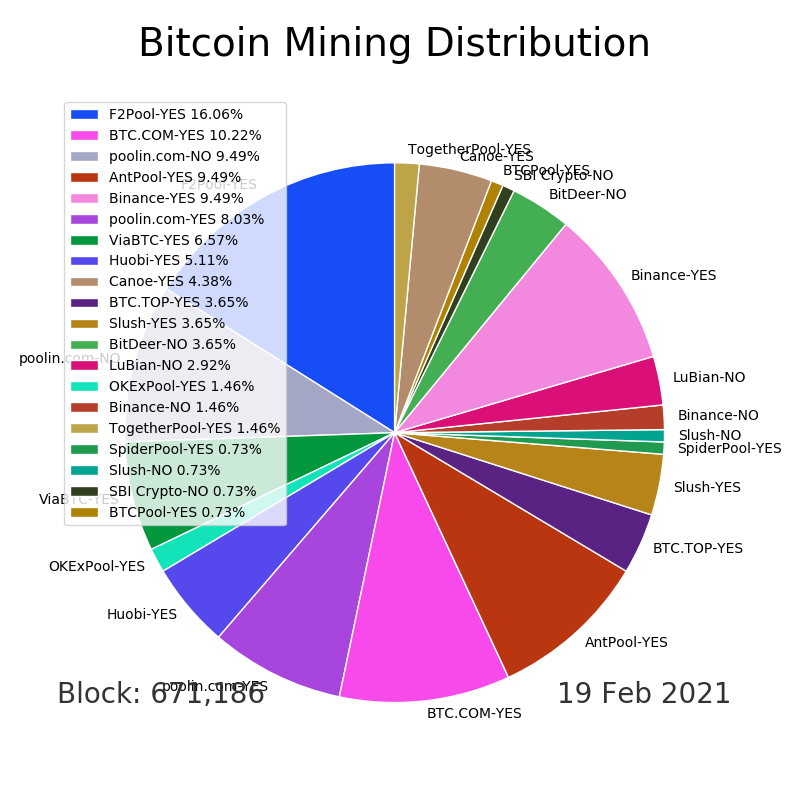 Bitcoin Mining Distribution
F2Pool-YES 16.06%
BTC.COM-YES 10.22%
poolin.com-NO 9.49%
AntPool-YES 9.49%
Binance-YES 9.49%
poolin.com-YES 8.03%
ViaBTC-YES 6.57%
Huobi-YES 5.11%
Canoe-YES 4.38%
BTC.TOP-YES 3.65%
Slush-YES 3.65%
BitDeer-NO 3.65%
LuBian-NO 2.92%
OKExPool-YES 1.46%
Binance-NO 1.46%
TogetherPool-YES 1.46%
SpiderPool-YES 0.73%
Slush-NO 0.73%
SBI Crypto-NO 0.73%
BTCPool-YES 0.73%
TogetherPool-YES
Canoe-YES
BTCPool-YES
SBI Crypto-NO
BitDeer-NO
Binance-YES
LuBian-NO
Binance-NO
Slush-NO
SpiderPool-YES
Slush-YES
BTC.TOP-YES
AntPool-YES
BTC.COM-YES
poolin.com-YES
Huobi-YES
OKExPool-YES
ViaBTC-YES
poolin.com-NO
F2Pool-YES
Block: 671,186
19 Feb 2021